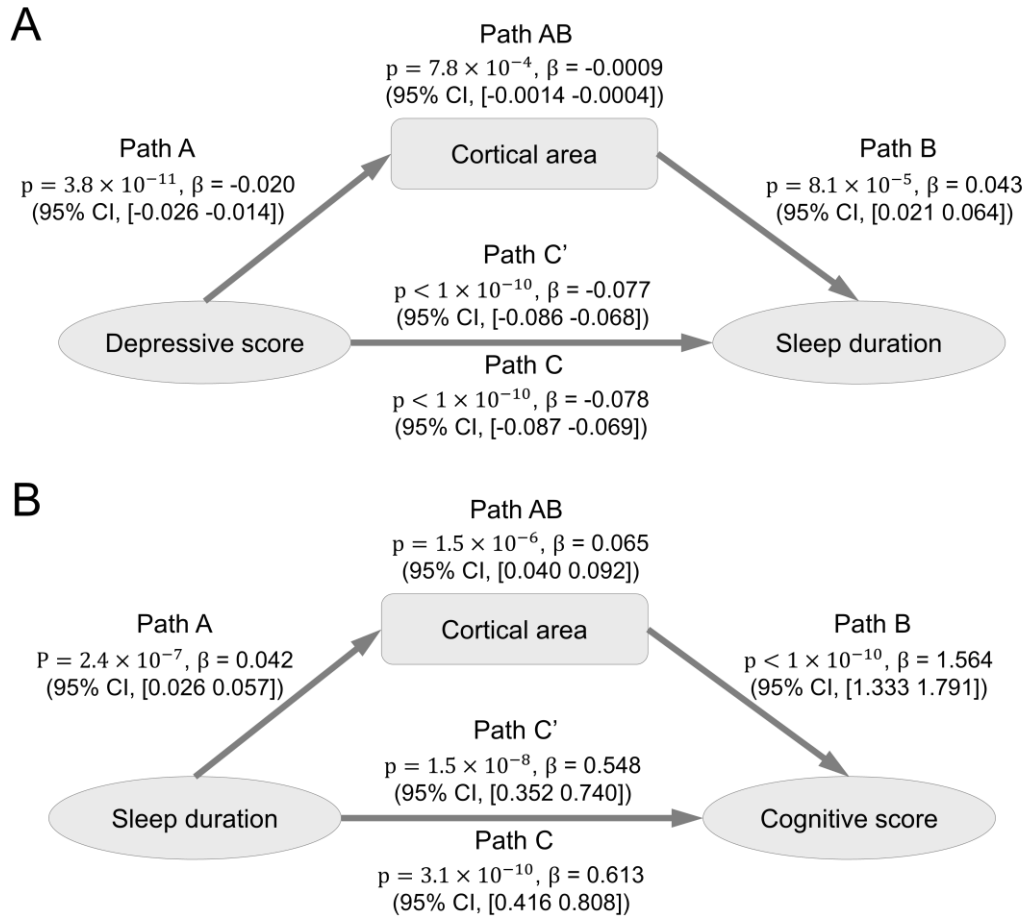 A
Path AB
p = 7.8 × 10⁻⁴, β = -0.0009
(95% CI, [-0.0014 -0.0004])
Cortical area
Path A
p = 3.8 × 10⁻¹¹, β = -0.020
(95% CI, [-0.026 -0.014])
Path B
p = 8.1 × 10⁻⁵, β = 0.043
(95% CI, [0.021 0.064])
Path C’
p < 1 × 10⁻¹⁰, β = -0.077
(95% CI, [-0.086 -0.068])
Depressive score
Sleep duration
Path C
p < 1 × 10⁻¹⁰, β = -0.078
(95% CI, [-0.087 -0.069])
B
Path AB
p = 1.5 × 10⁻⁶, β = 0.065
(95% CI, [0.040 0.092])
Cortical area
Path A
P = 2.4 × 10⁻⁷, β = 0.042
(95% CI, [0.026 0.057])
Path B
p < 1 × 10⁻¹⁰, β = 1.564
(95% CI, [1.333 1.791])
Path C’
p = 1.5 × 10⁻⁸, β = 0.548
(95% CI, [0.352 0.740])
Sleep duration
Cognitive score
Path C
p = 3.1 × 10⁻¹⁰, β = 0.613
(95% CI, [0.416 0.808])